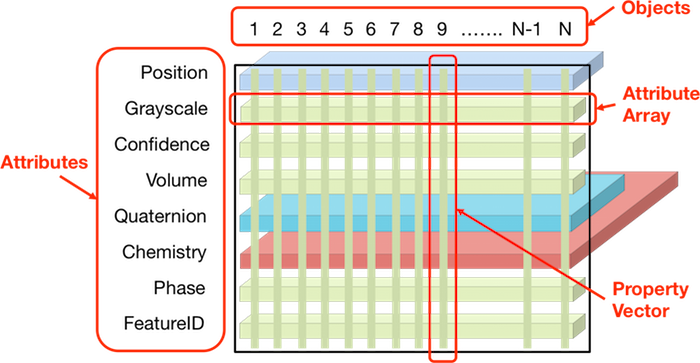 Objects
1 2 3 4 5 6 7 8 9 ....... N-1 N
Position
Grayscale
Confidence
Volume
Quaternion
Chemistry
Phase
FeatureID
Attributes
Attribute
Array
Property
Vector